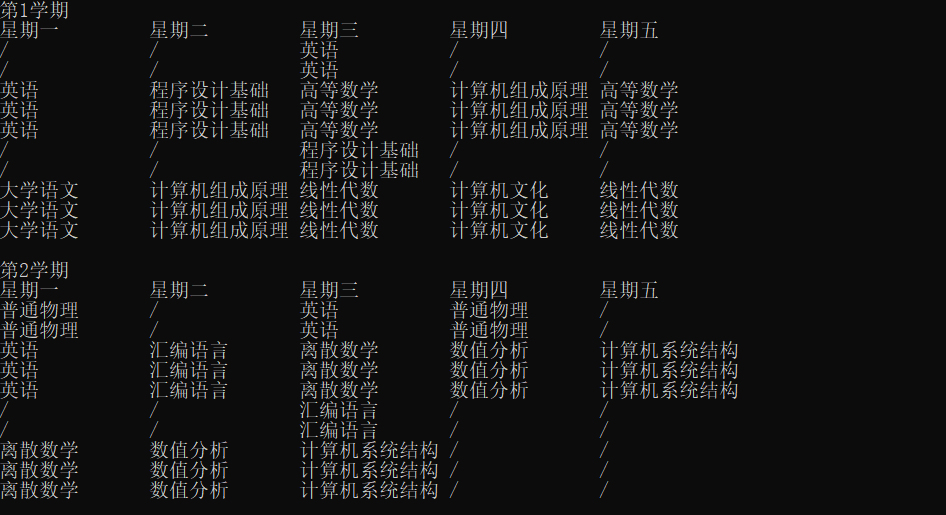 第1学期
星期一 星期二 星期三 星期四 星期五
/ / 英语 / /
/ / 英语 / /
英语 程序设计基础 高等数学 计算机组成原理 高等数学
英语 程序设计基础 高等数学 计算机组成原理 高等数学
英语 程序设计基础 高等数学 计算机组成原理 高等数学
/ / 程序设计基础 / /
/ / 程序设计基础 / /
大学语文 计算机组成原理 线性代数 计算机文化 线性代数
大学语文 计算机组成原理 线性代数 计算机文化 线性代数
大学语文 计算机组成原理 线性代数 计算机文化 线性代数
第2学期
星期一 星期二 星期三 星期四 星期五
普通物理 / 英语 普通物理 /
普通物理 / 英语 普通物理 /
英语 汇编语言 离散数学 数值分析 计算机系统结构
英语 汇编语言 离散数学 数值分析 计算机系统结构
英语 汇编语言 离散数学 数值分析 计算机系统结构
/ / 汇编语言 / /
/ / 汇编语言 / /
离散数学 数值分析 计算机系统结构 / /
离散数学 数值分析 计算机系统结构 / /
离散数学 数值分析 计算机系统结构 / /